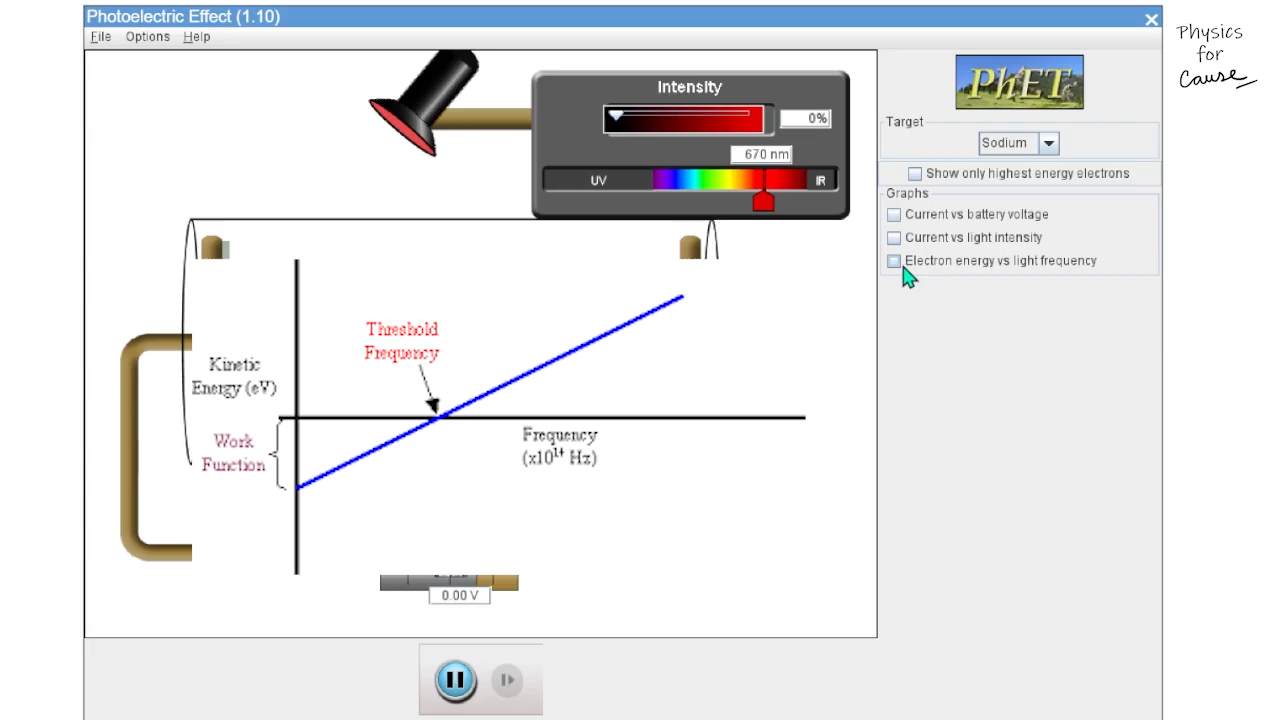 Photoelectric Effect (1.10)
File Options Help
Physics
for
Cause
PhET
Intensity
0%
670 nm
UV
IR
Target
Sodium
Show only highest energy electrons
Graphs
Current vs battery voltage
Current vs light intensity
Electron energy vs light frequency
Threshold
Frequency
Kinetic
Energy (eV)
Work
Function
Frequency
(x10¹⁴ Hz)
0.00 V